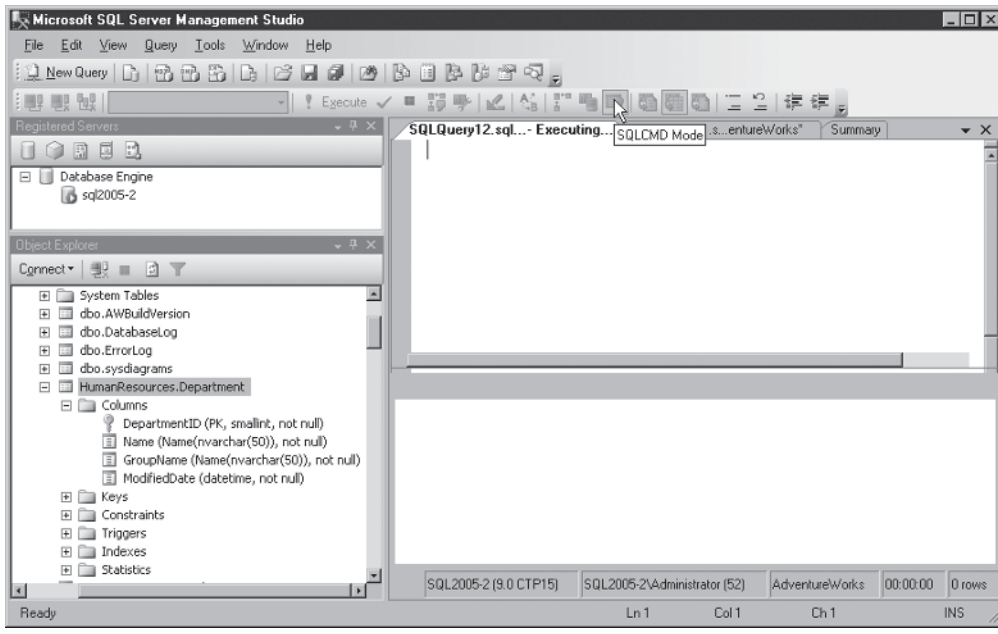 Microsoft SQL Server Management Studio
File Edit View Query Tools Window Help
New Query
Execute
Registered Servers
Database Engine
sql2005-2
Object Explorer
Connect
System Tables
dbo.AWBuildVersion
dbo.DatabaseLog
dbo.ErrorLog
dbo.sysdiagrams
HumanResources.Department
Columns
DepartmentID (PK, smallint, not null)
Name (Name(nvarchar(50)), not null)
GroupName (Name(nvarchar(50)), not null)
ModifiedDate (datetime, not null)
Keys
Constraints
Triggers
Indexes
Statistics
SQLQuery12.sql...- Executing... .s...entureWorks* Summary
SQLCMD Mode
SQL2005-2 (9.0 CTP15) SQL2005-2\Administrator (52) AdventureWorks 00:00:00 0 rows
Ready Ln 1 Col 1 Ch 1 INS